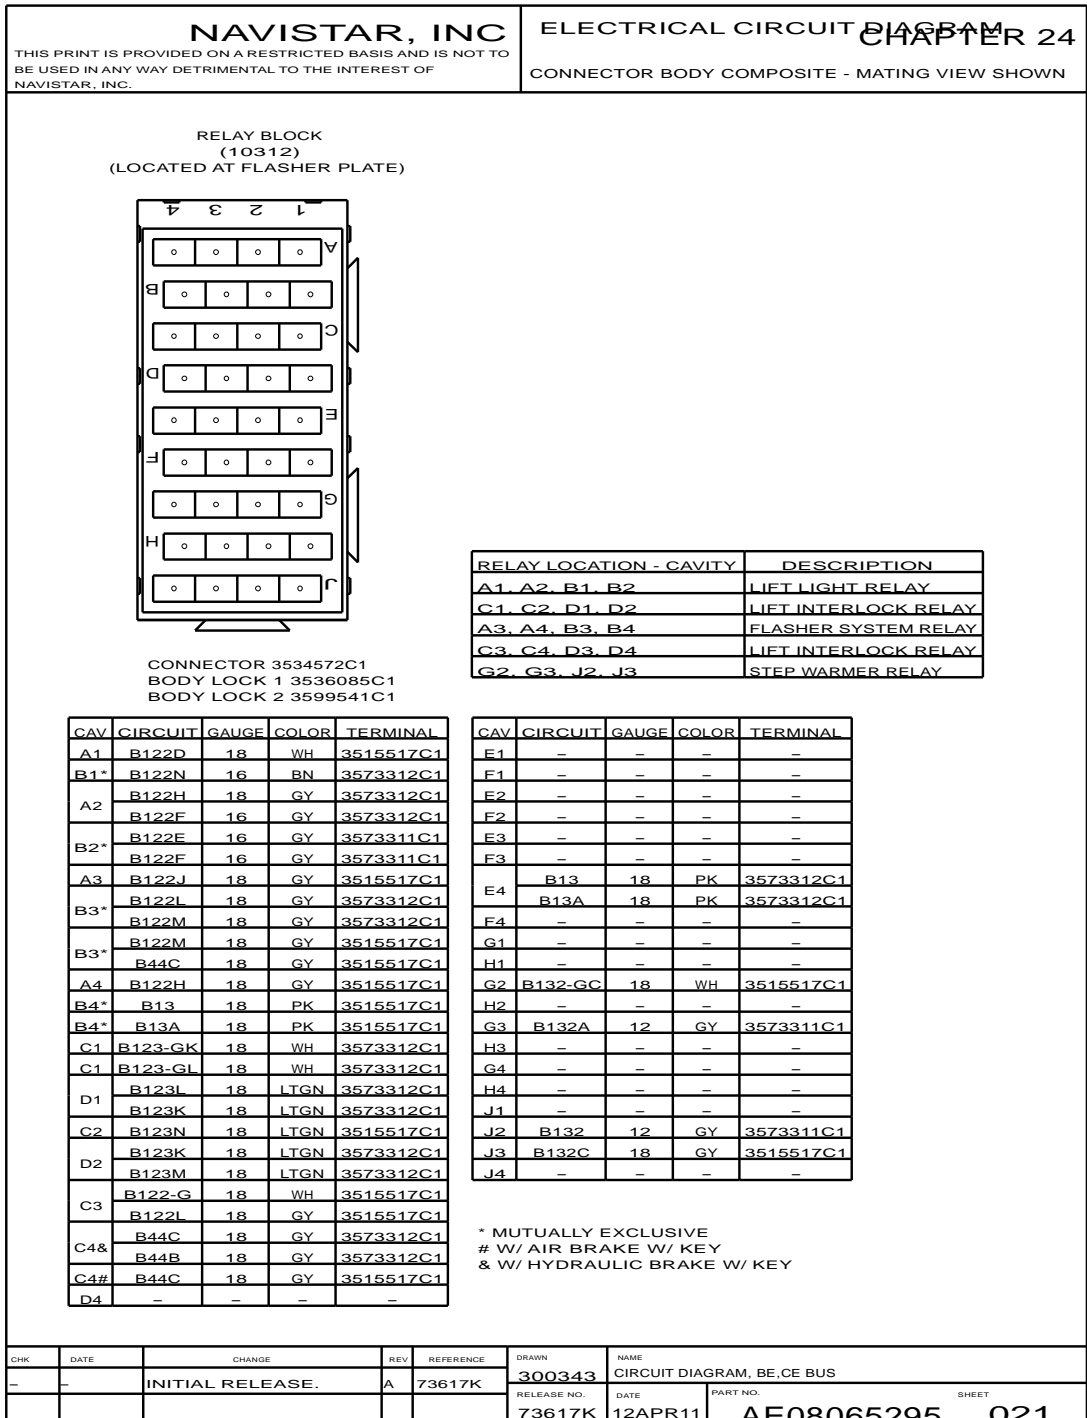 NAVISTAR, INC
THIS PRINT IS PROVIDED ON A RESTRICTED BASIS AND IS NOT TO
BE USED IN ANY WAY DETRIMENTAL TO THE INTEREST OF
NAVISTAR, INC.
ELECTRICAL CIRCUIT DIAGRAM
CHAPTER 24
CONNECTOR BODY COMPOSITE - MATING VIEW SHOWN
RELAY BLOCK
(10312)
(LOCATED AT FLASHER PLATE)
4 3 2 1
A
B
C
D
E
F
G
H
J
CONNECTOR 3534572C1
BODY LOCK 1 3536085C1
BODY LOCK 2 3599541C1
RELAY LOCATION - CAVITY DESCRIPTION
A1, A2, B1, B2 LIFT LIGHT RELAY
C1, C2, D1, D2 LIFT INTERLOCK RELAY
A3, A4, B3, B4 FLASHER SYSTEM RELAY
C3, C4, D3, D4 LIFT INTERLOCK RELAY
G2, G3, J2, J3 STEP WARMER RELAY
CAV CIRCUIT GAUGE COLOR TERMINAL
A1 B122D 18 WH 3515517C1
B1* B122N 16 BN 3573312C1
A2 B122H 18 GY 3573312C1
B122F 16 GY 3573312C1
B2* B122E 16 GY 3573311C1
B122F 16 GY 3573311C1
A3 B122J 18 GY 3515517C1
B3* B122L 18 GY 3573312C1
B122M 18 GY 3573312C1
B3* B122M 18 GY 3515517C1
B44C 18 GY 3515517C1
A4 B122H 18 GY 3515517C1
B4* B13 18 PK 3515517C1
B4* B13A 18 PK 3515517C1
C1 B123-GK 18 WH 3573312C1
C1 B123-GL 18 WH 3573312C1
D1 B123L 18 LTGN 3573312C1
B123K 18 LTGN 3573312C1
C2 B123N 18 LTGN 3515517C1
D2 B123K 18 LTGN 3573312C1
B123M 18 LTGN 3573312C1
C3 B122-G 18 WH 3515517C1
B122L 18 GY 3515517C1
C4& B44C 18 GY 3573312C1
B44B 18 GY 3573312C1
C4# B44C 18 GY 3515517C1
D4 – – – –
CAV CIRCUIT GAUGE COLOR TERMINAL
E1 – – – –
F1 – – – –
E2 – – – –
F2 – – – –
E3 – – – –
F3 – – – –
E4 B13 18 PK 3573312C1
B13A 18 PK 3573312C1
F4 – – – –
G1 – – – –
H1 – – – –
G2 B132-GC 18 WH 3515517C1
H2 – – – –
G3 B132A 12 GY 3573311C1
H3 – – – –
G4 – – – –
H4 – – – –
J1 – – – –
J2 B132 12 GY 3573311C1
J3 B132C 18 GY 3515517C1
J4 – – – –
* MUTUALLY EXCLUSIVE
# W/ AIR BRAKE W/ KEY
& W/ HYDRAULIC BRAKE W/ KEY
CHK DATE CHANGE REV REFERENCE
– – INITIAL RELEASE. A 73617K
DRAWN
300343
NAME
CIRCUIT DIAGRAM, BE,CE BUS
RELEASE NO. DATE PART NO. SHEET
73617K 12APR11 AE08065295 021